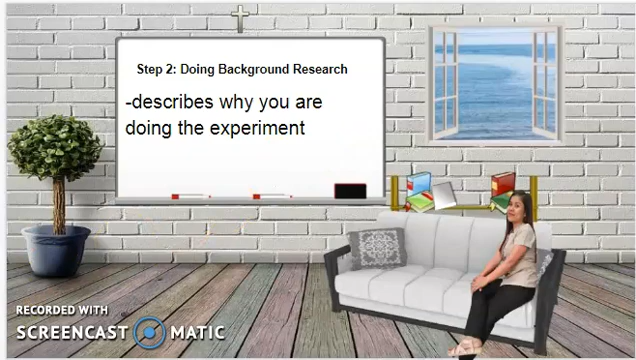 Step 2: Doing Background Research
-describes why you are
doing the experiment
RECORDED WITH
SCREENCAST MATIC